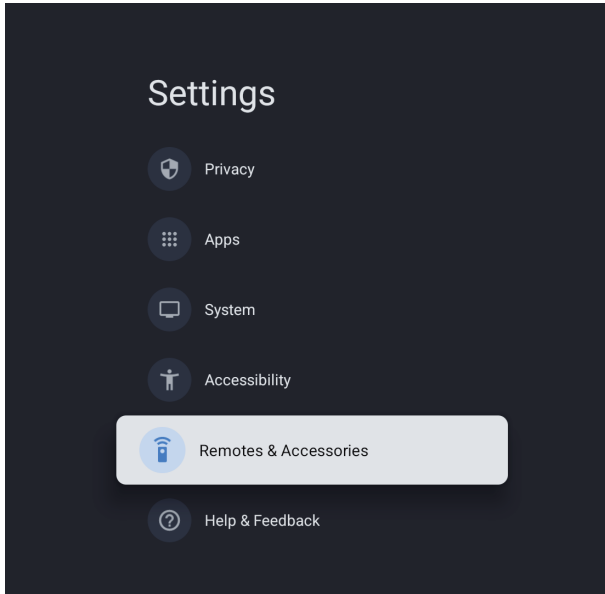 Settings
Privacy
Apps
System
Accessibility
Remotes & Accessories
Help & Feedback